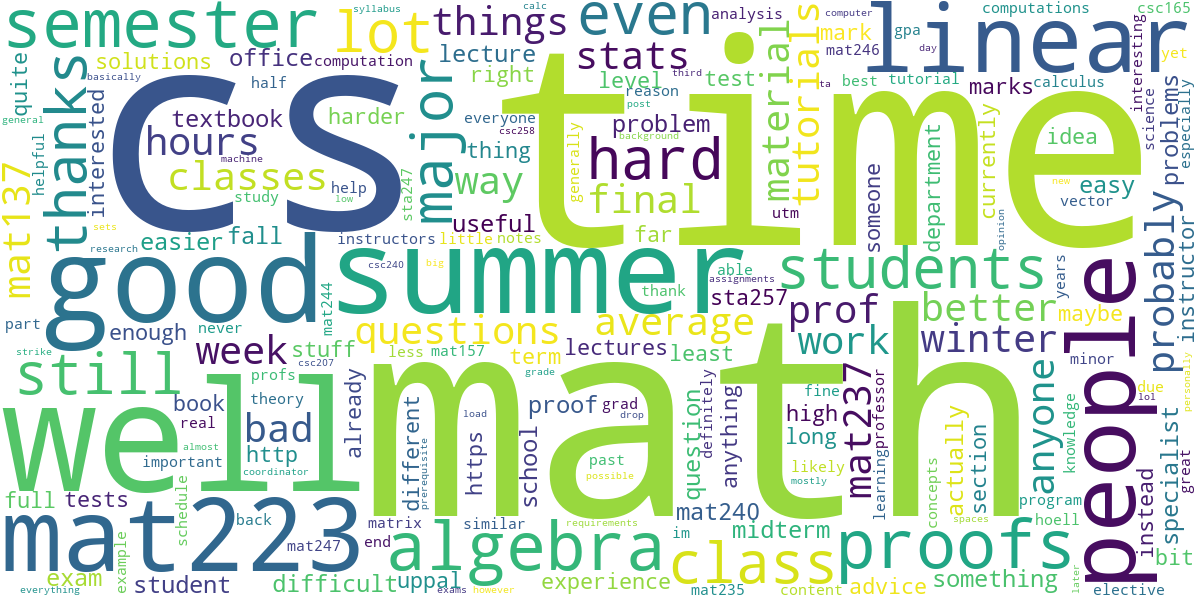 semester
lot
things
even
analysis
computer
linear
computations
csc165
syllabus
calc
stats
mark
mat246
gpa
yet
solutions
office
computation
lecture
right
level
third
test
tutorials
day
best
tutorial
calculus
interesting
quite
basically
half
reason
ta
marks
science
problems
thanks
interested
cs
time
textbook
harder
everyone
post
material
general
hours
machine
csc258
background
problem
idea
especially
helpful
classes
help
major
thing
hard
generally
department
currently
mat137
study
low
sta247
way
final
easy
new
vector
sets
useful
utm
someone
opinion
probably
instructor
research
easier
fall
instructors
little
notes
far
good
summer
csc240
big
able
assignments
students
people
years
mat244
thank
sta257
prof
better
maybe
part
enough
never
questions
average
work
winter
strike
week
stuff
less
mat157
term
lectures
least
minor
still
profs
csc207
grade
personally
well
math
theory
already
different
proof
grad
drop
definitely
anything
fine
high
mat237
professor
anyone
due
lol
knowledge
specialist
great
book
real
bad
load
school
question
long
actually
section
almost
http
https
past
likely
important
coordinator
prerequisite
possible
mostly
learning
concepts
instead
full
tests
schedule
program
mat223
back
matrix
similar
requirements
mat240
midterm
spaces
hoell
proofs
mat247
end
algebra
im
class
bit
later
exam
example
student
difficult
uppal
experience
mat235
advice
something
everything
exams
however
content
elective